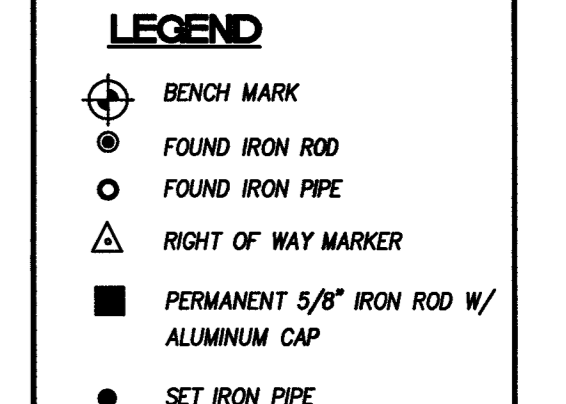 LEGEND
BENCH MARK
FOUND IRON ROD
FOUND IRON PIPE
RIGHT OF WAY MARKER
PERMANENT 5/8" IRON ROD W/
ALUMINUM CAP
SET IRON PIPE